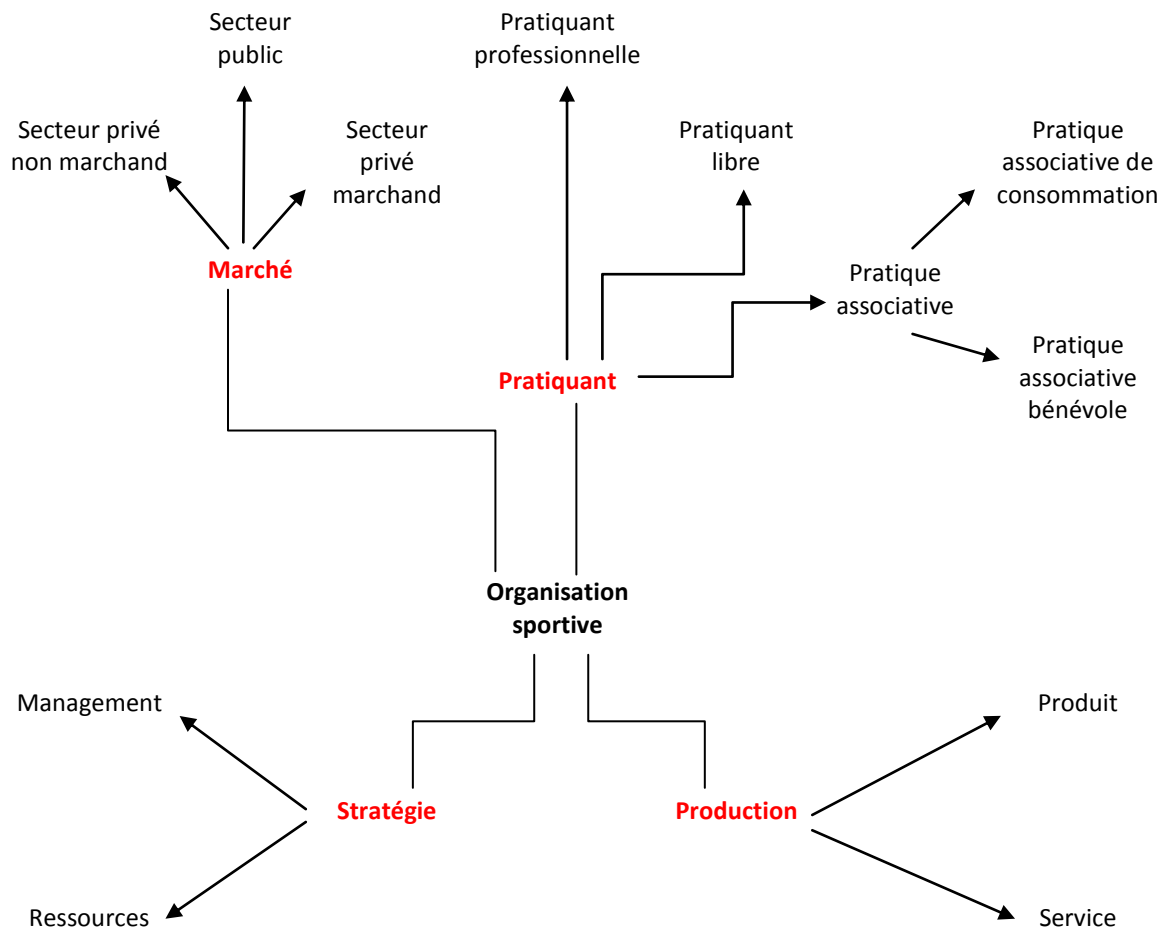 Secteur
public
Pratiquant
professionnelle
Secteur privé
non marchand
Secteur
privé
marchand
Pratiquant
libre
Pratique
associative de
consommation
Marché
Pratique
associative
Pratique
associative
bénévole
Pratiquant
Organisation
sportive
Management
Produit
Stratégie
Production
Ressources
Service